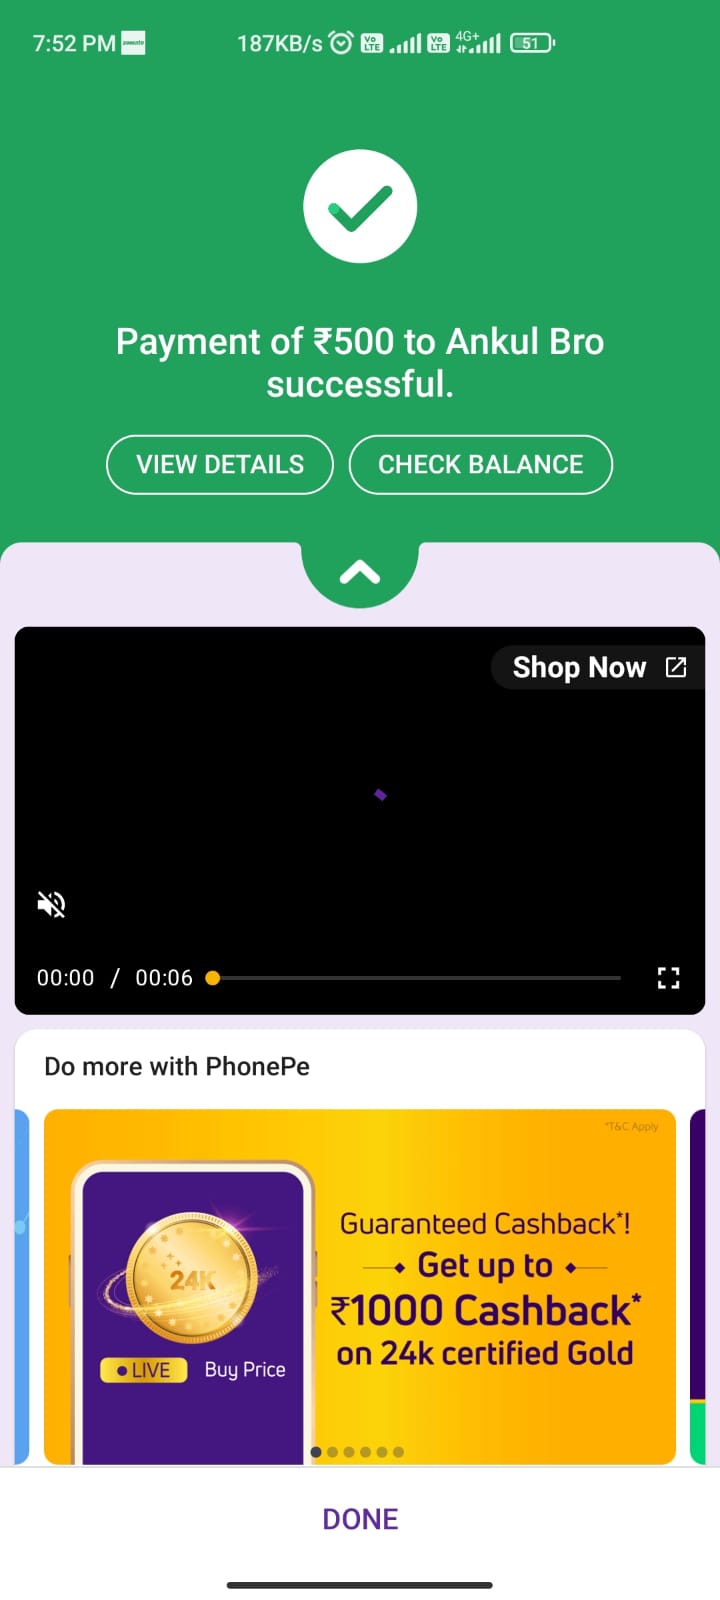 7:52 PM 187KB/s Vo LTE Vo LTE 4G+ 51
Payment of ₹500 to Ankul Bro
successful.
VIEW DETAILS CHECK BALANCE
Shop Now
00:00 / 00:06
Do more with PhonePe
*T&C Apply
Guaranteed Cashback*!
Get up to
₹1000 Cashback*
on 24k certified Gold
24K
LIVE Buy Price
DONE